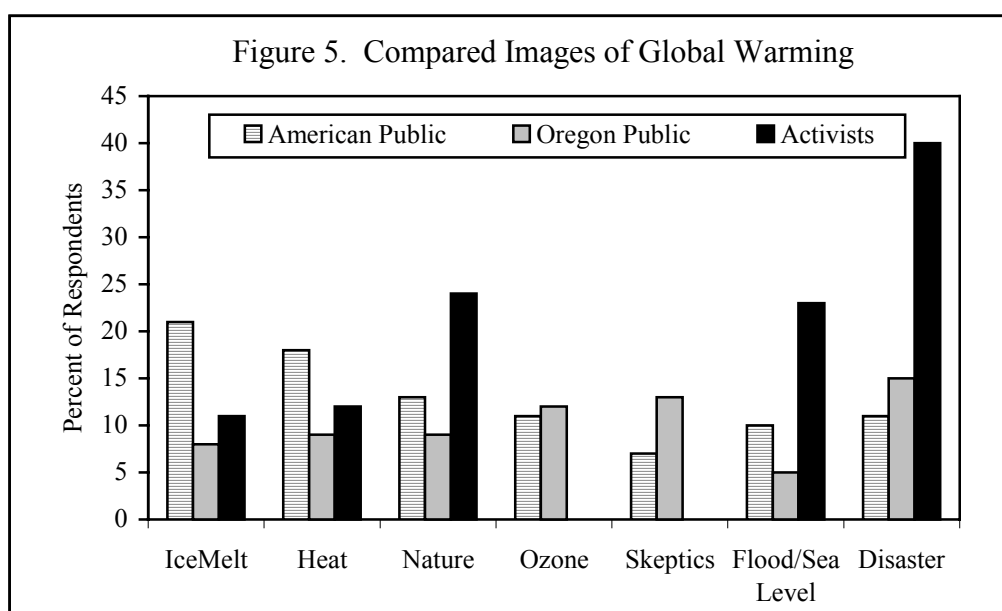 Figure 5. Compared Images of Global Warming
45
40
35
30
25
20
15
10
5
0
Percent of Respondents
American Public Oregon Public Activists
IceMelt Heat Nature Ozone Skeptics Flood/Sea Disaster
Level